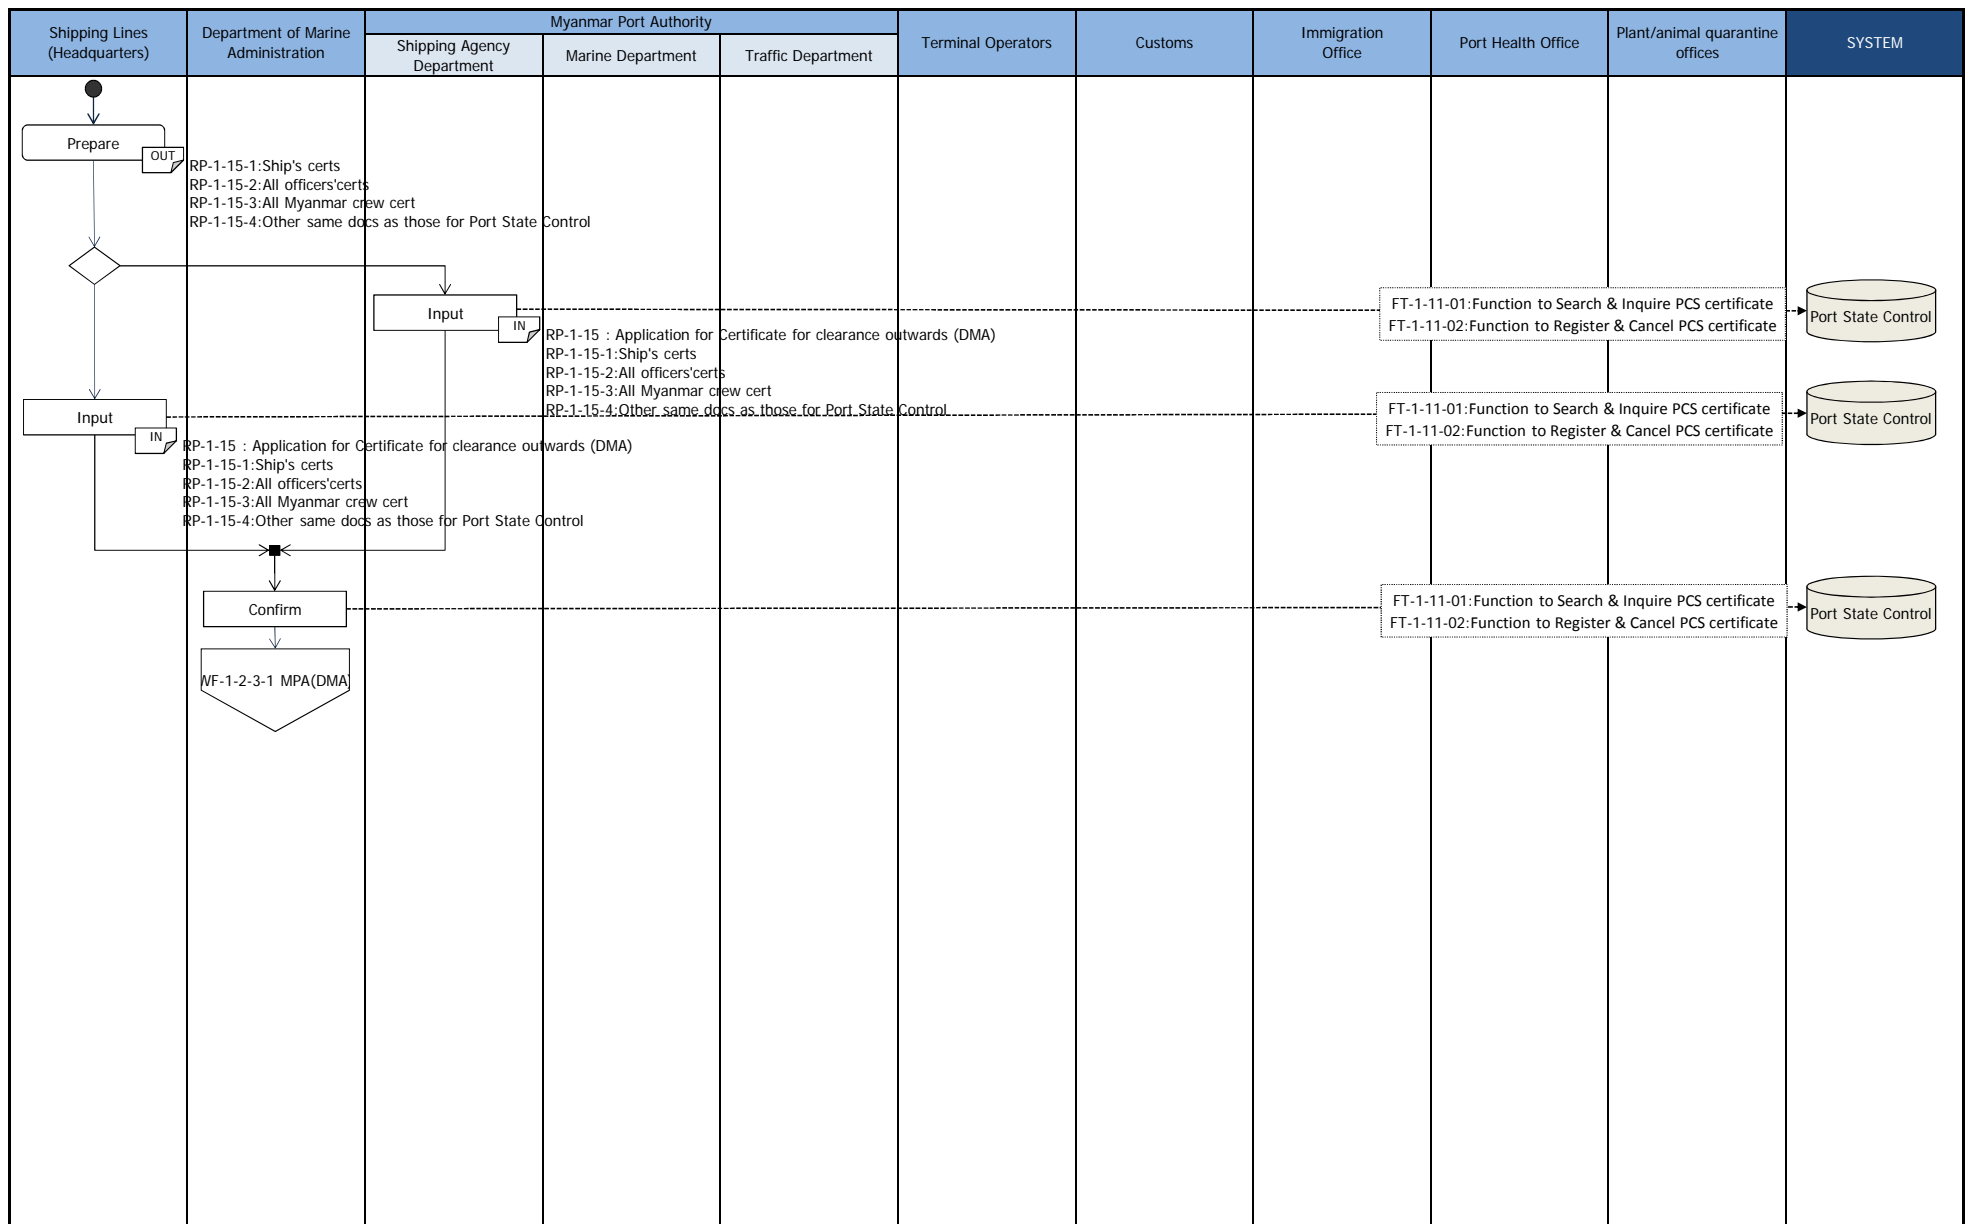 Shipping Lines
(Headquarters)
Department of Marine
Administration
Myanmar Port Authority
Shipping Agency
Department
Marine Department
Traffic Department
Terminal Operators
Customs
Immigration
Office
Port Health Office
Plant/animal quarantine
offices
SYSTEM
Prepare
OUT
RP-1-15-1:Ship's certs
RP-1-15-2:All officers'certs
RP-1-15-3:All Myanmar crew cert
RP-1-15-4:Other same docs as those for Port State Control
Input
IN
RP-1-15 : Application for Certificate for clearance outwards (DMA)
RP-1-15-1:Ship's certs
RP-1-15-2:All officers'certs
RP-1-15-3:All Myanmar crew cert
RP-1-15-4:Other same docs as those for Port State Control
FT-1-11-01:Function to Search & Inquire PCS certificate
FT-1-11-02:Function to Register & Cancel PCS certificate
Port State Control
Input
IN
RP-1-15 : Application for Certificate for clearance outwards (DMA)
RP-1-15-1:Ship's certs
RP-1-15-2:All officers'certs
RP-1-15-3:All Myanmar crew cert
RP-1-15-4:Other same docs as those for Port State Control
FT-1-11-01:Function to Search & Inquire PCS certificate
FT-1-11-02:Function to Register & Cancel PCS certificate
Port State Control
Confirm
FT-1-11-01:Function to Search & Inquire PCS certificate
FT-1-11-02:Function to Register & Cancel PCS certificate
Port State Control
WF-1-2-3-1 MPA(DMA)